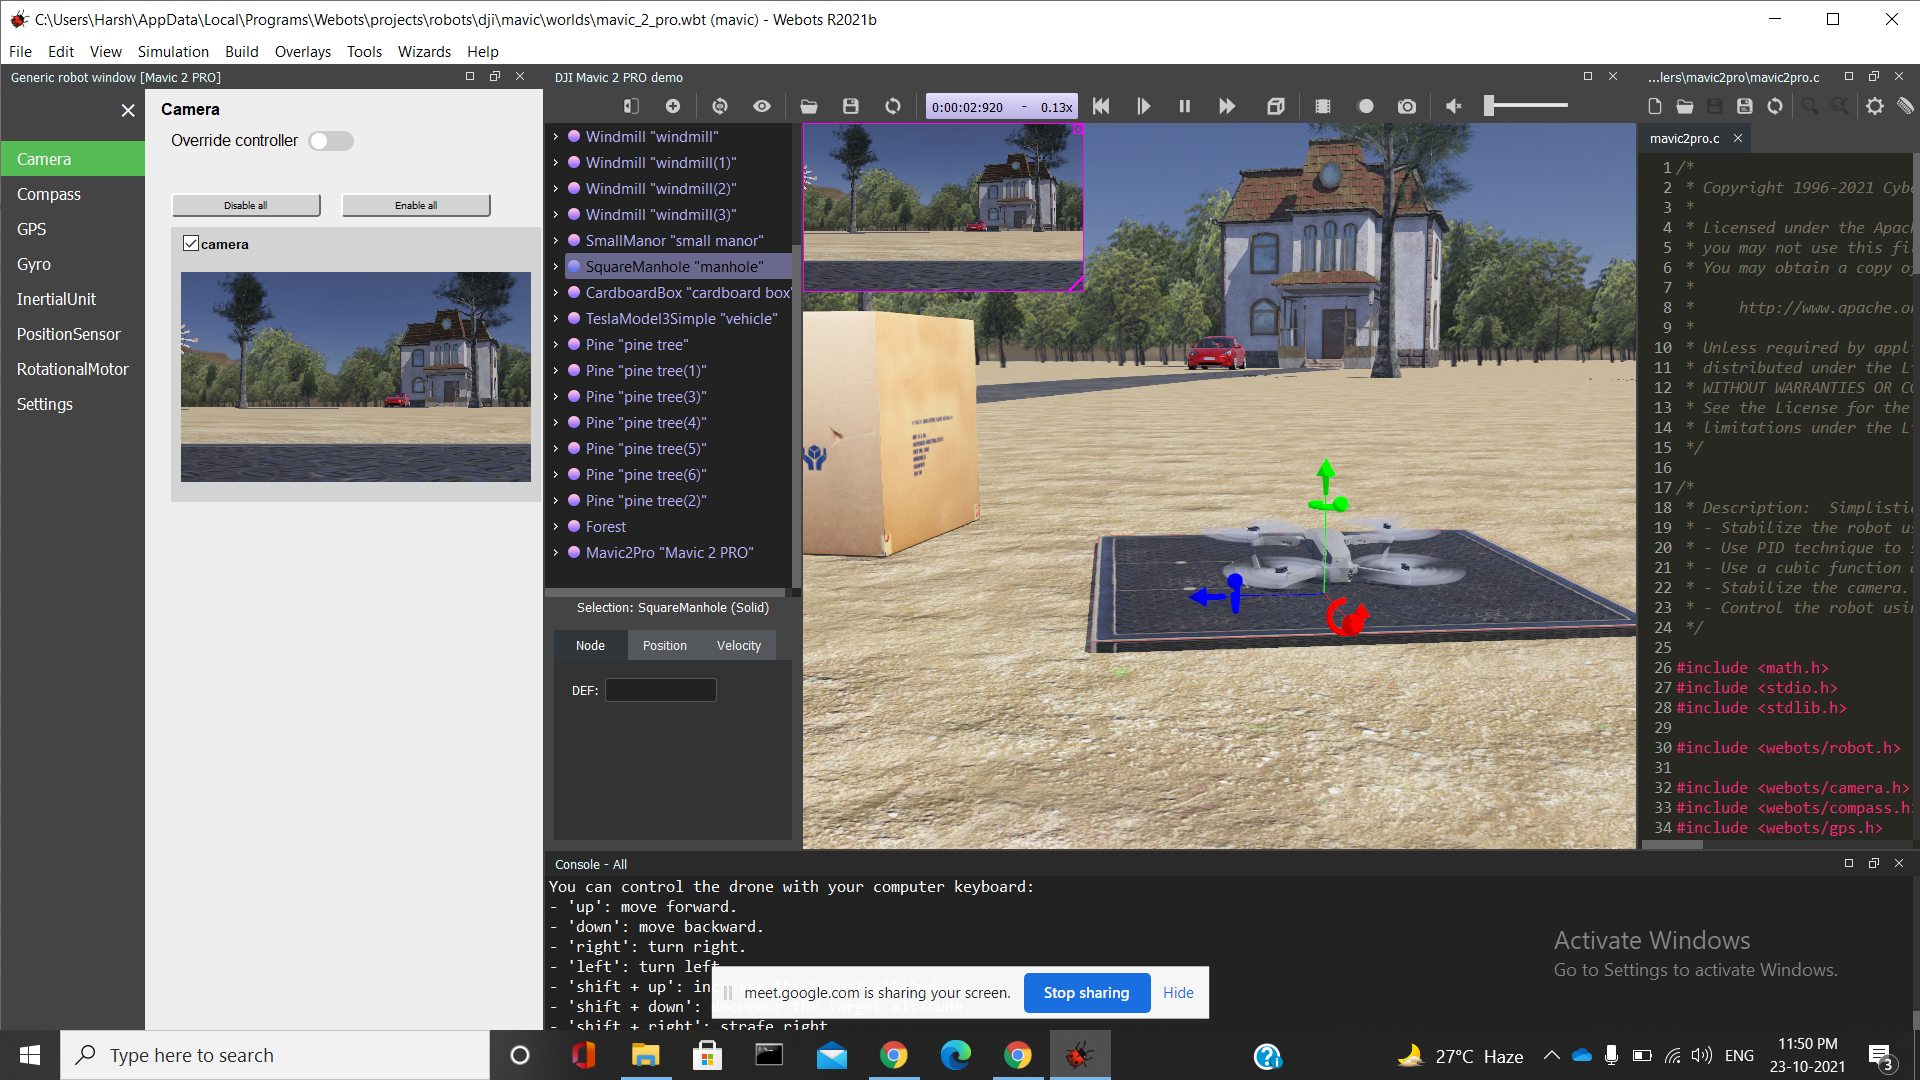 C:\Users\Harsh\AppData\Local\Programs\Webots\projects\robots\dji\mavic\worlds\mavic_2_pro.wbt (mavic) - Webots R2021b
File Edit View Simulation Build Overlays Tools Wizards Help
Generic robot window [Mavic 2 PRO]
Camera
Compass
GPS
Gyro
InertialUnit
PositionSensor
RotationalMotor
Settings
Camera
Override controller
Disable all Enable all
camera
DJI Mavic 2 PRO demo
0:00:02:920 - 0.13x
Windmill "windmill"
Windmill "windmill(1)"
Windmill "windmill(2)"
Windmill "windmill(3)"
SmallManor "small manor"
SquareManhole "manhole"
CardboardBox "cardboard box"
TeslaModel3Simple "vehicle"
Pine "pine tree"
Pine "pine tree(1)"
Pine "pine tree(3)"
Pine "pine tree(4)"
Pine "pine tree(5)"
Pine "pine tree(6)"
Pine "pine tree(2)"
Forest
Mavic2Pro "Mavic 2 PRO"
Selection: SquareManhole (Solid)
Node Position Velocity
DEF:
...lers\mavic2pro\mavic2pro.c
mavic2pro.c
1 /*
2 * Copyright 1996-2021 Cybe
3 *
4 * Licensed under the Apac
5 * you may not use this fi
6 * You may obtain a copy o
7 *
8 * http://www.apache.o
9 *
10 * Unless required by appl
11 * distributed under the L
12 * WITHOUT WARRANTIES OR C
13 * See the License for the
14 * limitations under the L
15 */
16
17 /*
18 * Description: Simplisti
19 * - Stabilize the robot u
20 * - Use PID technique to
21 * - Use a cubic function
22 * - Stabilize the camera.
23 * - Control the robot usi
24 */
25
26 #include <math.h>
27 #include <stdio.h>
28 #include <stdlib.h>
29
30 #include <webots/robot.h>
31
32 #include <webots/camera.h>
33 #include <webots/compass.h
34 #include <webots/gps.h>
Console - All
You can control the drone with your computer keyboard:
- 'up': move forward.
- 'down': move backward.
- 'right': turn right.
- 'left': turn left.
- 'shift + up': in
- 'shift + down':
- 'shift + right': strafe right
meet.google.com is sharing your screen. Stop sharing Hide
Activate Windows
Go to Settings to activate Windows.
Type here to search
27°C Haze
ENG
11:50 PM
23-10-2021
3